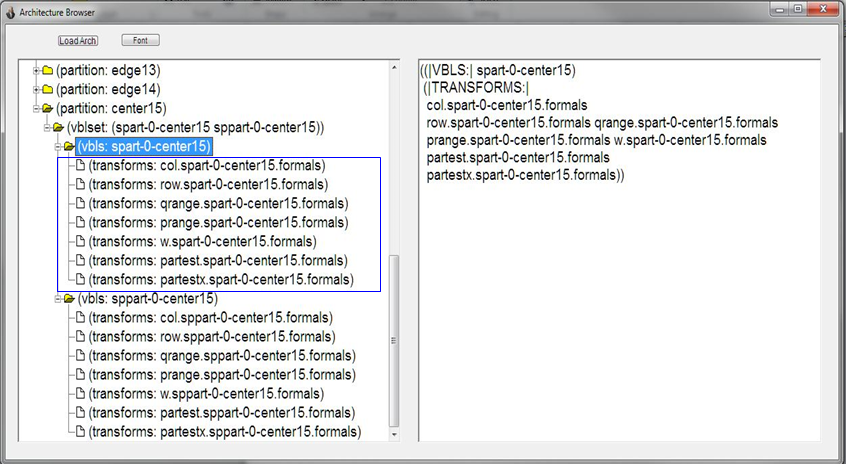 Architecture Browser
Load Arch
Font
(partition: edge13)
(partition: edge14)
(partition: center15)
(vblset: (spart-0-center15 sppart-0-center15))
(vbls: spart-0-center15)
(transforms: col.spart-0-center15.formals)
(transforms: row.spart-0-center15.formals)
(transforms: qrange.spart-0-center15.formals)
(transforms: prange.spart-0-center15.formals)
(transforms: w.spart-0-center15.formals)
(transforms: partest.spart-0-center15.formals)
(transforms: partestx.spart-0-center15.formals)
(vbls: sppart-0-center15)
(transforms: col.sppart-0-center15.formals)
(transforms: row.sppart-0-center15.formals)
(transforms: qrange.sppart-0-center15.formals)
(transforms: prange.sppart-0-center15.formals)
(transforms: w.sppart-0-center15.formals)
(transforms: partest.sppart-0-center15.formals)
(transforms: partestx.sppart-0-center15.formals)
((|VBLS:| spart-0-center15)
(|TRANSFORMS:|
col.spart-0-center15.formals
row.spart-0-center15.formals qrange.spart-0-center15.formals
prange.spart-0-center15.formals w.spart-0-center15.formals
partest.spart-0-center15.formals
partestx.spart-0-center15.formals))